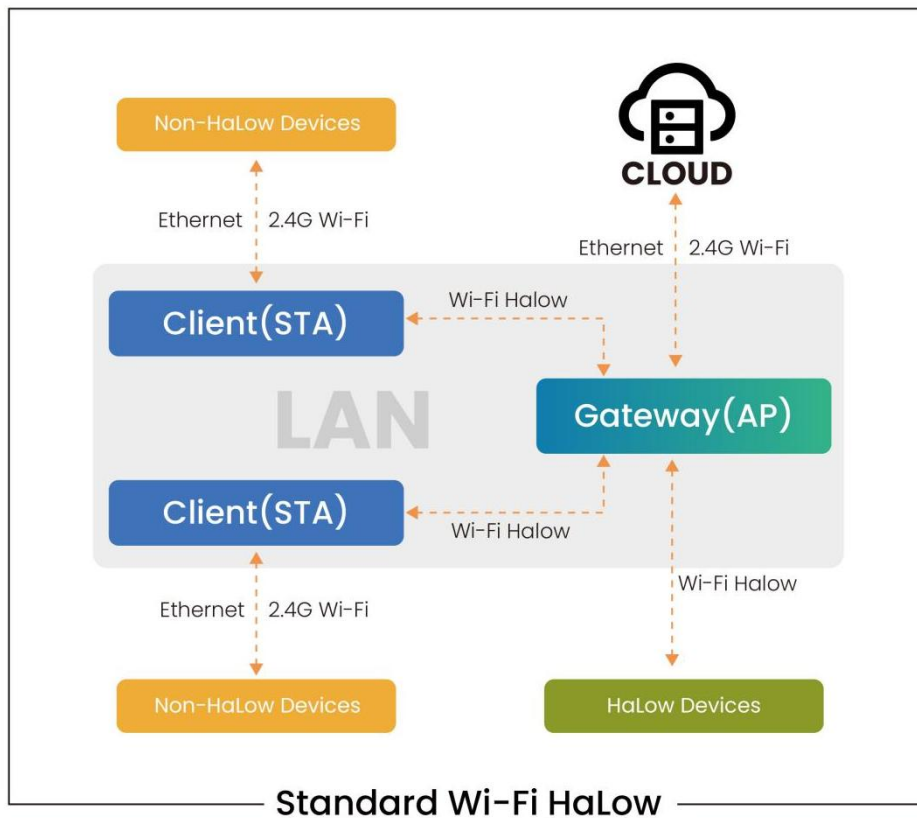 Non-HaLow Devices
CLOUD
Ethernet 2.4G Wi-Fi
Ethernet 2.4G Wi-Fi
Client(STA)
Wi-Fi Halow
LAN
Gateway(AP)
Client(STA)
Wi-Fi Halow
Ethernet 2.4G Wi-Fi
Wi-Fi Halow
Non-HaLow Devices
HaLow Devices
Standard Wi-Fi HaLow